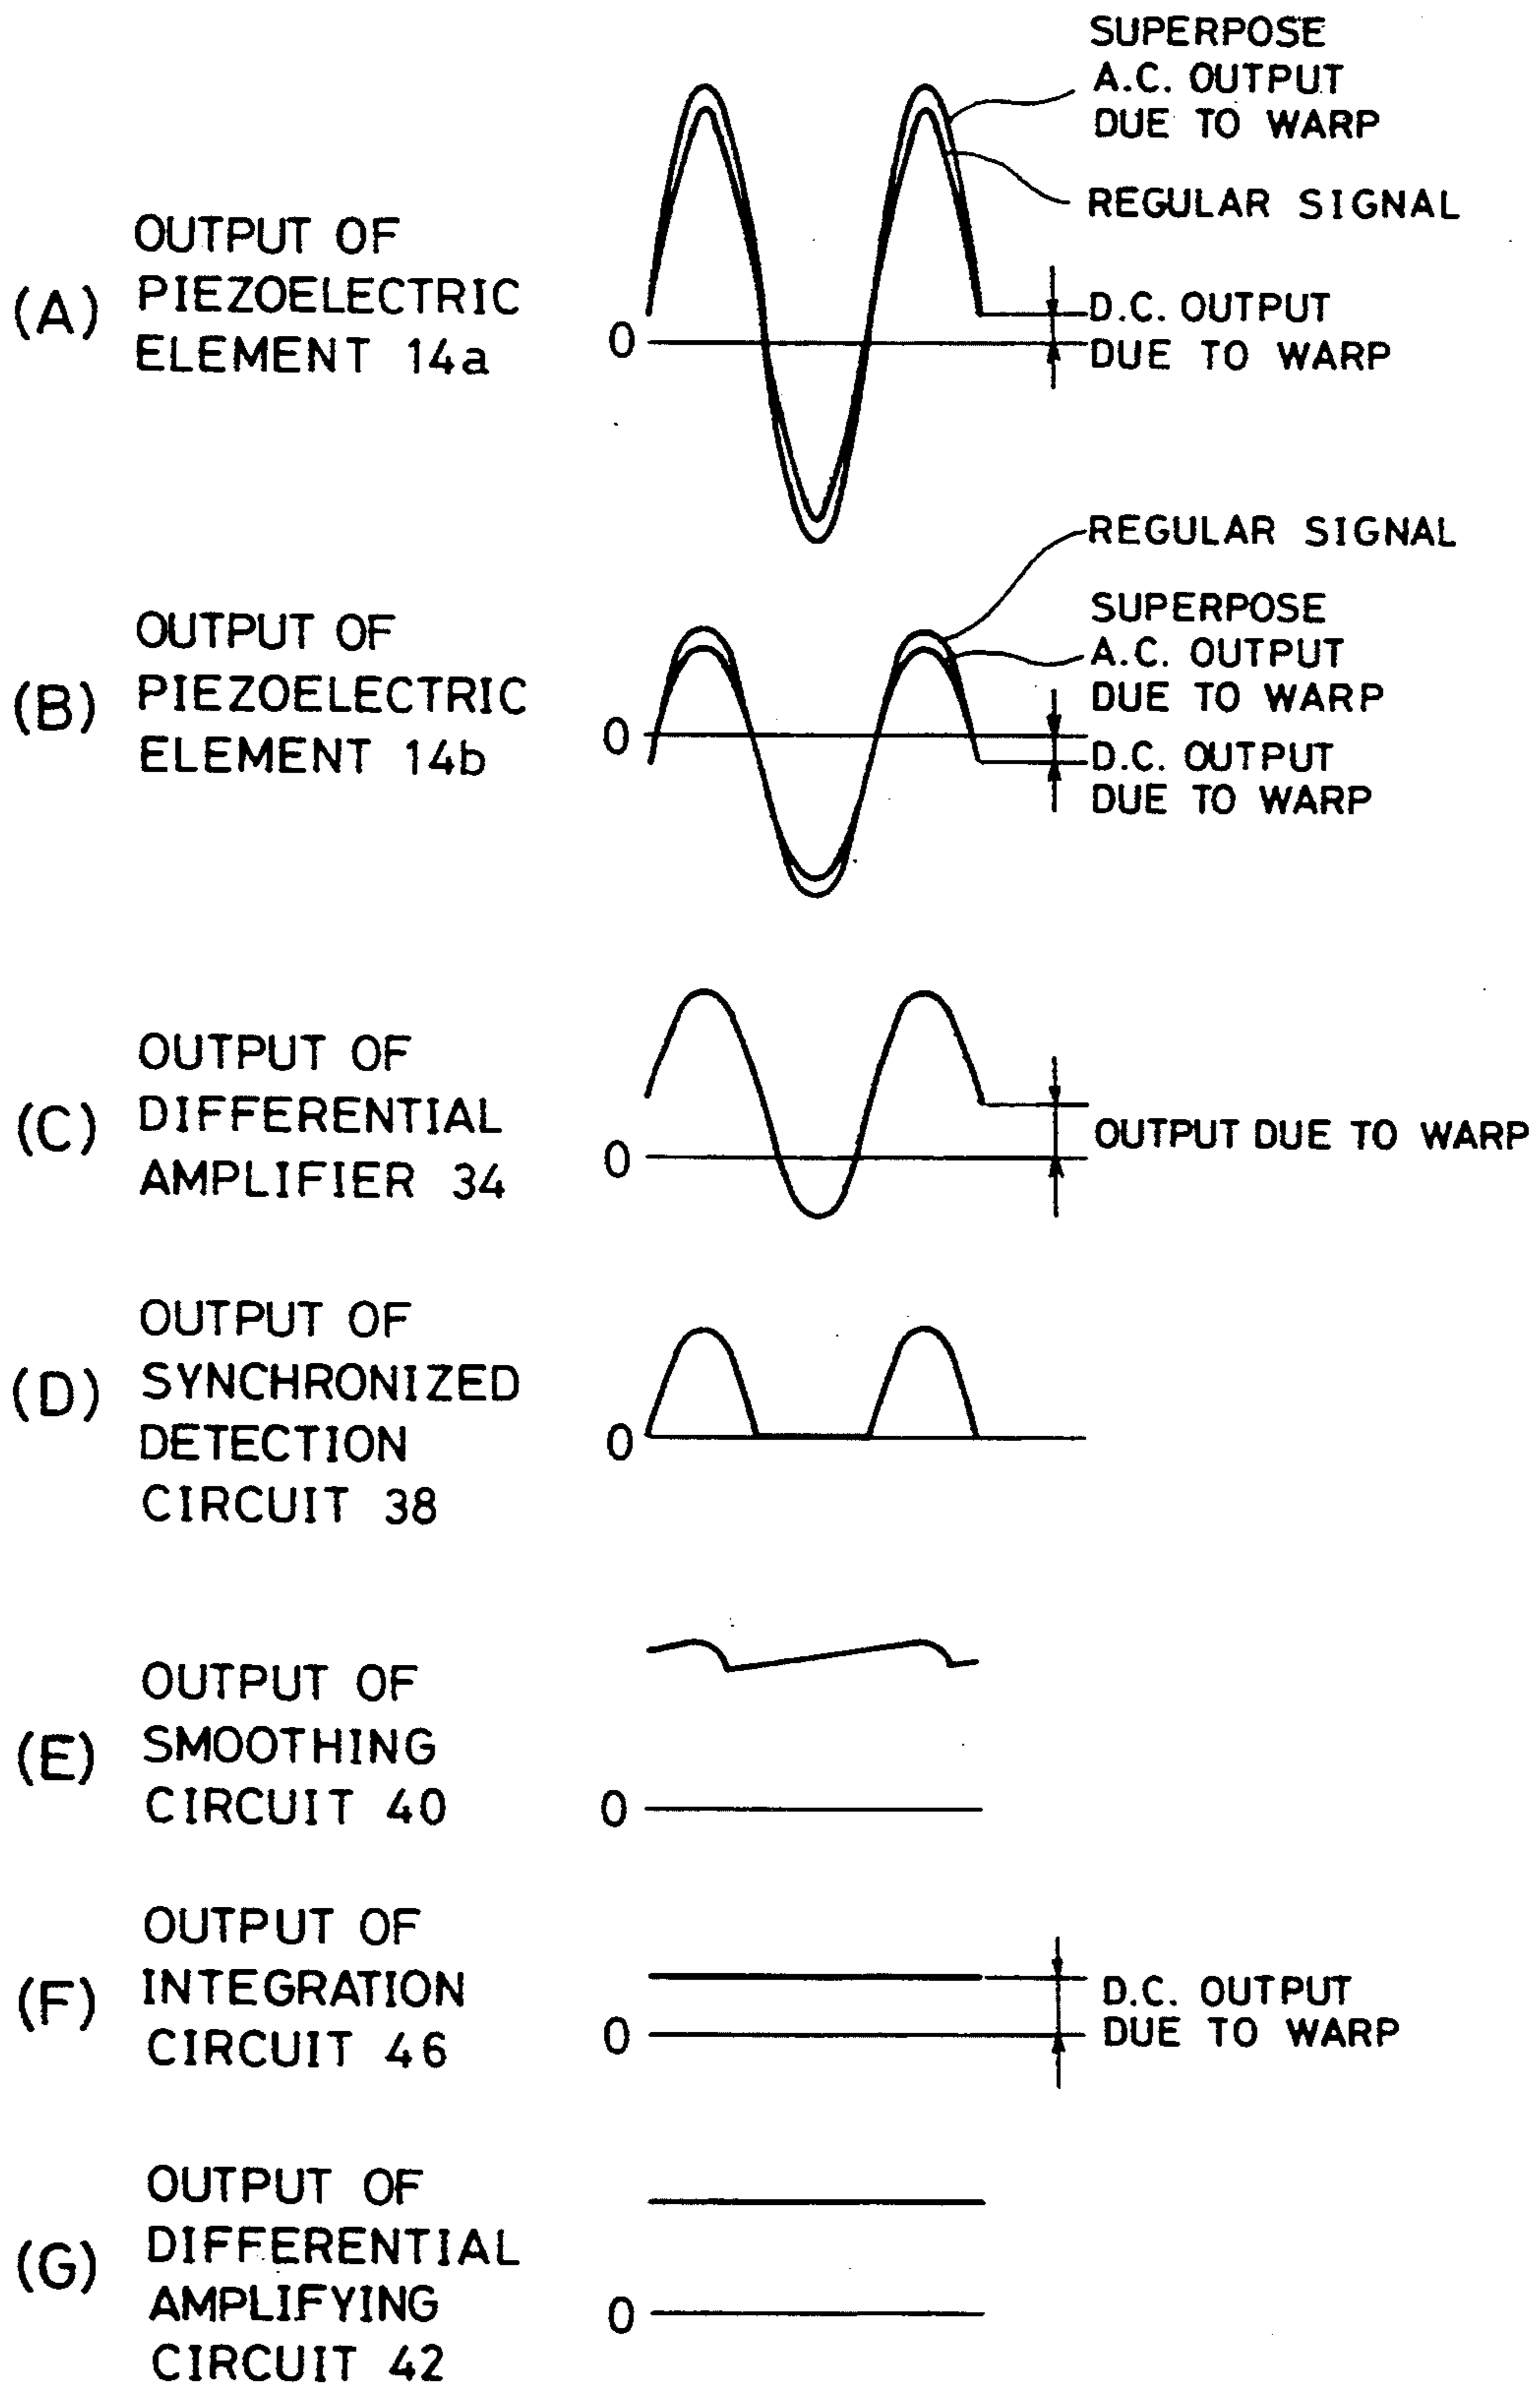 (A)
OUTPUT OF
PIEZOELECTRIC
ELEMENT 14a
0
SUPERPOSE
A.C. OUTPUT
DUE TO WARP
REGULAR SIGNAL
D.C. OUTPUT
DUE TO WARP
(B)
OUTPUT OF
PIEZOELECTRIC
ELEMENT 14b
0
REGULAR SIGNAL
SUPERPOSE
A.C. OUTPUT
DUE TO WARP
D.C. OUTPUT
DUE TO WARP
(C)
OUTPUT OF
DIFFERENTIAL
AMPLIFIER 34
0
OUTPUT DUE TO WARP
(D)
OUTPUT OF
SYNCHRONIZED
DETECTION
CIRCUIT 38
0
(E)
OUTPUT OF
SMOOTHING
CIRCUIT 40
0
(F)
OUTPUT OF
INTEGRATION
CIRCUIT 46
0
D.C. OUTPUT
DUE TO WARP
(G)
OUTPUT OF
DIFFERENTIAL
AMPLIFYING
CIRCUIT 42
0